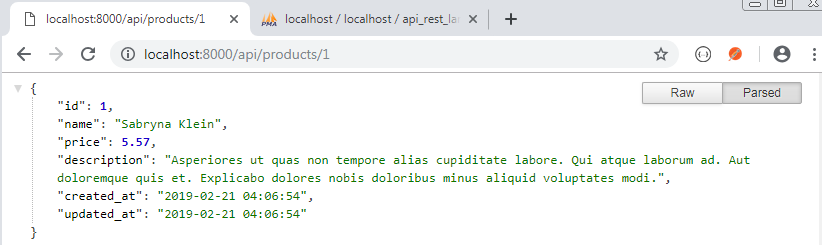 localhost:8000/api/products/1
PMA localhost / localhost / api_rest_la
localhost:8000/api/products/1
Raw Parsed
{
"id": 1,
"name": "Sabryna Klein",
"price": 5.57,
"description": "Asperiores ut quas non tempore alias cupiditate labore. Qui atque laborum ad. Aut
doloremque quis et. Explicabo dolores nobis doloribus minus aliquid voluptates modi.",
"created_at": "2019-02-21 04:06:54",
"updated_at": "2019-02-21 04:06:54"
}